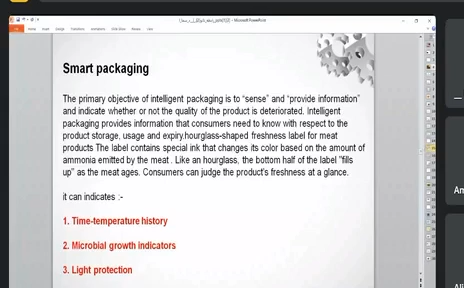 Microsoft PowerPoint
Smart packaging
The primary objective of intelligent packaging is to "sense" and "provide information"
and indicate whether or not the quality of the product is deteriorated. Intelligent
packaging provides information that consumers need to know with respect to the
product storage, usage and expiry.hourglass-shaped freshness label for meat
products The label contains special ink that changes its color based on the amount of
ammonia emitted by the meat . Like an hourglass, the bottom half of the label "fills
up" as the meat ages. Consumers can judge the product's freshness at a glance.
it can indicates :-
1. Time-temperature history
2. Microbial growth indicators
3. Light protection